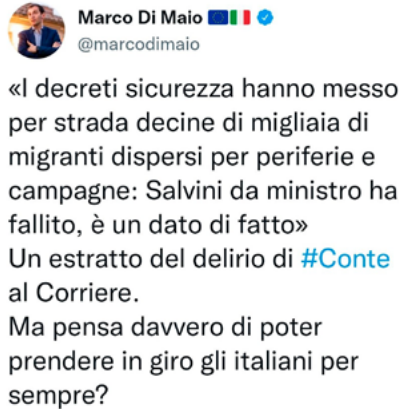 Marco Di Maio 🇪🇺🇮🇹
@marcodimaio
«I decreti sicurezza hanno messo
per strada decine di migliaia di
migranti dispersi per periferie e
campagne: Salvini da ministro ha
fallito, è un dato di fatto»
Un estratto del delirio di #Conte
al Corriere.
Ma pensa davvero di poter
prendere in giro gli italiani per
sempre?